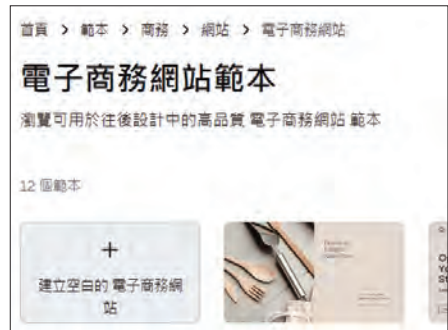 首頁 > 範本 > 商務 > 網站 > 電子商務網站
電子商務網站範本
瀏覽可用於往後設計中的高品質 電子商務網站 範本
12 個範本
+
建立空白的 電子商務網
站